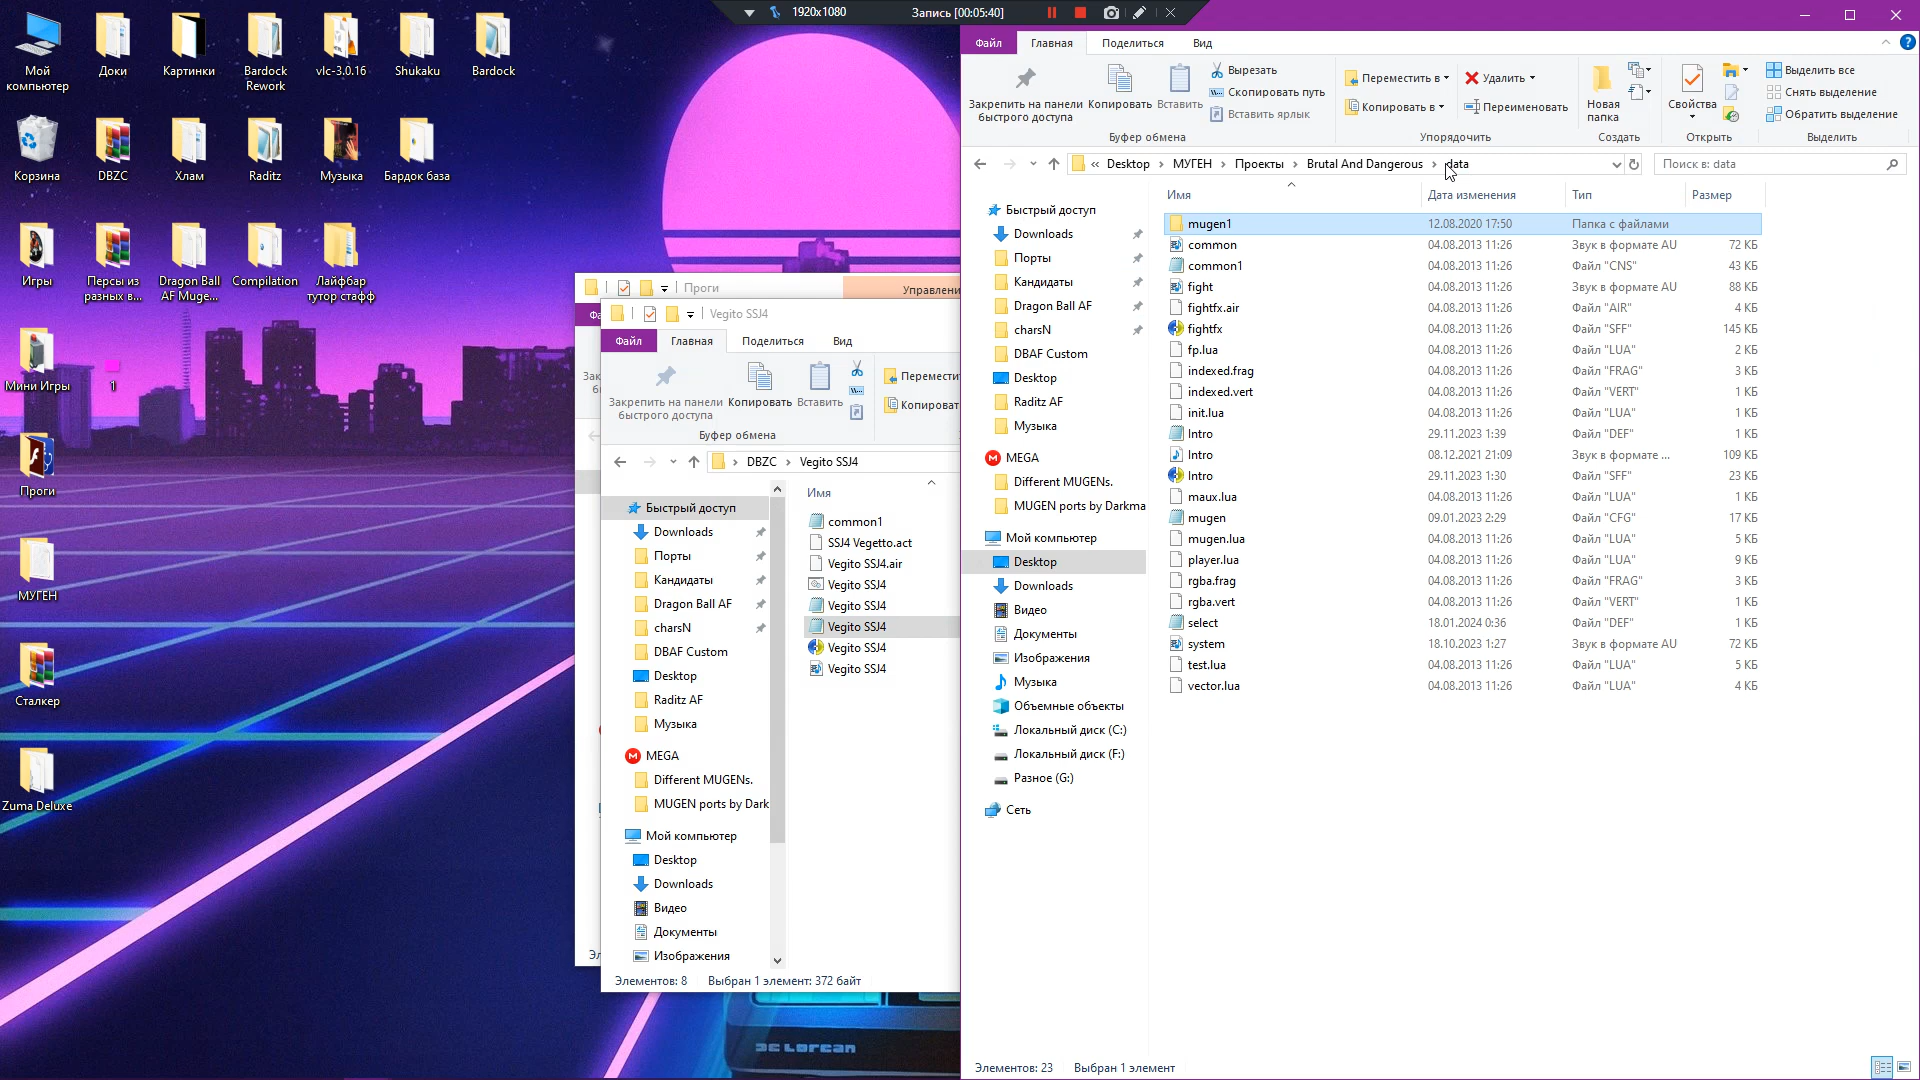 1920x1080
Запись [00:05:40]
Мой компьютер
Доки
Картинки
Bardock Rework
vlc-3.0.16
Shukaku
Bardock
Корзина
DBZC
Хлам
Raditz
Музыка
Бардок база
Игры
Персы из разных в...
Dragon Ball AF Muge...
Compilation
Лайфбар тутор стафф
Мини Игры
1
Проги
МУГЕН
Сталкер
Zuma Deluxe
Проги
Управлени
Vegito SSJ4
Файл
Главная
Поделиться
Вид
Закрепить на панели быстрого доступа
Копировать
Вставить
Перемести
Копироват
Буфер обмена
DBZC
Vegito SSJ4
Имя
Быстрый доступ
Downloads
Порты
Кандидаты
Dragon Ball AF
charsN
DBAF Custom
Desktop
Raditz AF
Музыка
MEGA
Different MUGENs.
MUGEN ports by Dark
Мой компьютер
Desktop
Downloads
Видео
Документы
Изображения
common1
SSJ4 Vegetto.act
Vegito SSJ4.air
Vegito SSJ4
Vegito SSJ4
Vegito SSJ4
Vegito SSJ4
Vegito SSJ4
Элементов: 8
Выбран 1 элемент: 372 байт
DeLorean
Файл
Главная
Поделиться
Вид
Закрепить на панели быстрого доступа
Копировать
Вставить
Вырезать
Скопировать путь
Вставить ярлык
Переместить в
Копировать в
Удалить
Переименовать
Новая папка
Свойства
Выделить все
Снять выделение
Обратить выделение
Буфер обмена
Упорядочить
Создать
Открыть
Выделить
« Desktop
МУГЕН
Проекты
Brutal And Dangerous
data
Поиск в: data
Быстрый доступ
Downloads
Порты
Кандидаты
Dragon Ball AF
charsN
DBAF Custom
Desktop
Raditz AF
Музыка
MEGA
Different MUGENs.
MUGEN ports by Darkma
Мой компьютер
Desktop
Downloads
Видео
Документы
Изображения
Музыка
Объемные объекты
Локальный диск (C:)
Локальный диск (F:)
Разное (G:)
Сеть
Имя Дата изменения Тип Размер
mugen1 12.08.2020 17:50 Папка с файлами
common 04.08.2013 11:26 Звук в формате AU 72 КБ
common1 04.08.2013 11:26 Файл "CNS" 43 КБ
fight 04.08.2013 11:26 Звук в формате AU 88 КБ
fightfx.air 04.08.2013 11:26 Файл "AIR" 4 КБ
fightfx 04.08.2013 11:26 Файл "SFF" 145 КБ
fp.lua 04.08.2013 11:26 Файл "LUA" 2 КБ
indexed.frag 04.08.2013 11:26 Файл "FRAG" 3 КБ
indexed.vert 04.08.2013 11:26 Файл "VERT" 1 КБ
init.lua 04.08.2013 11:26 Файл "LUA" 1 КБ
Intro 29.11.2023 1:39 Файл "DEF" 1 КБ
Intro 08.12.2021 21:09 Звук в формате ... 109 КБ
Intro 29.11.2023 1:30 Файл "SFF" 23 КБ
maux.lua 04.08.2013 11:26 Файл "LUA" 1 КБ
mugen 09.01.2023 2:29 Файл "CFG" 17 КБ
mugen.lua 04.08.2013 11:26 Файл "LUA" 5 КБ
player.lua 04.08.2013 11:26 Файл "LUA" 9 КБ
rgba.frag 04.08.2013 11:26 Файл "FRAG" 3 КБ
rgba.vert 04.08.2013 11:26 Файл "VERT" 1 КБ
select 18.01.2024 0:36 Файл "DEF" 1 КБ
system 18.10.2023 1:27 Звук в формате AU 72 КБ
test.lua 04.08.2013 11:26 Файл "LUA" 5 КБ
vector.lua 04.08.2013 11:26 Файл "LUA" 4 КБ
Элементов: 23
Выбран 1 элемент